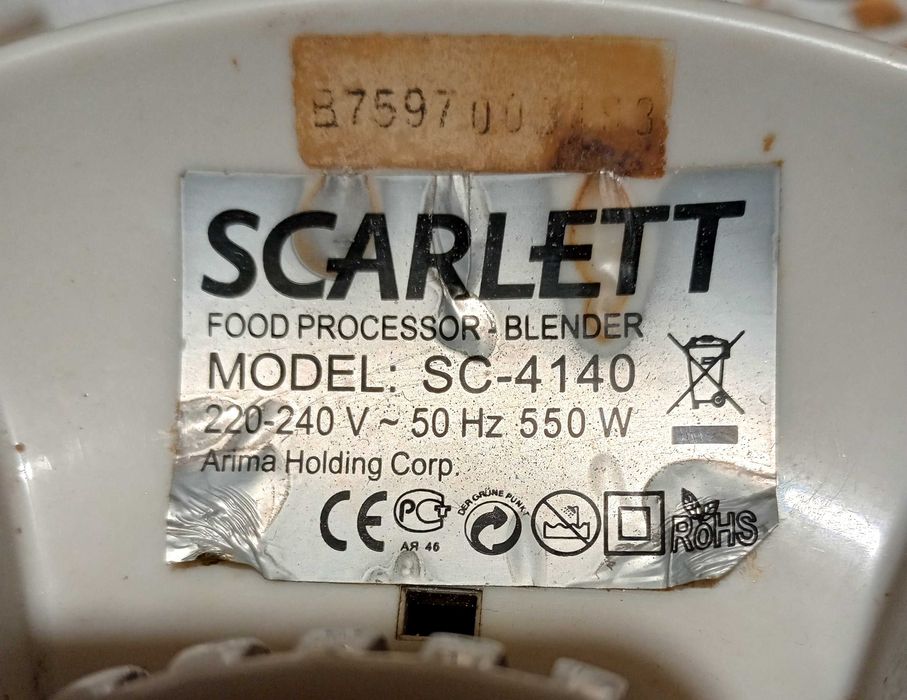 SCARLETT
FOOD PROCESSOR - BLENDER
MODEL: SC-4140
220-240 V ~ 50 Hz 550 W
Arima Holding Corp.
CE PCT DER GRÜNE PUNKT RoHS
АЯ 46